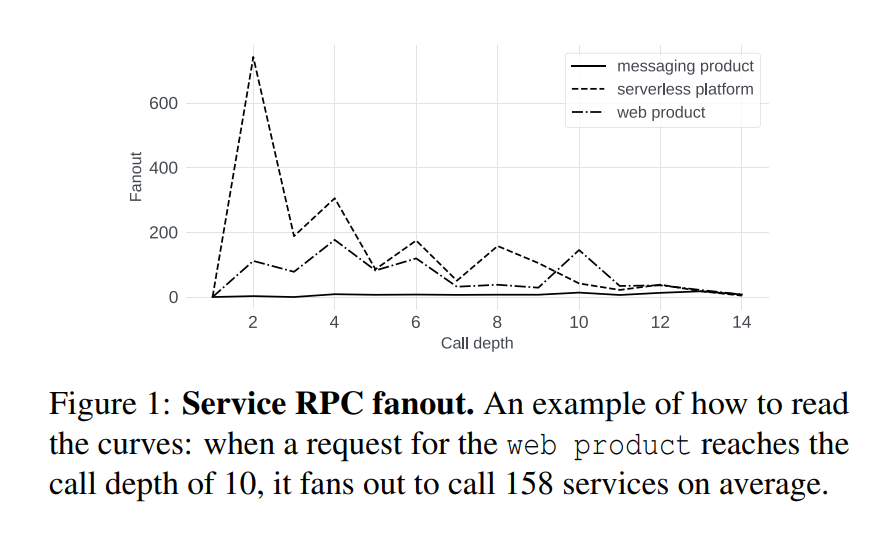 messaging product
serverless platform
web product
600
400
200
0
Fanout
2 4 6 8 10 12 14
Call depth
Figure 1: Service RPC fanout. An example of how to read
the curves: when a request for the web product reaches the
call depth of 10, it fans out to call 158 services on average.